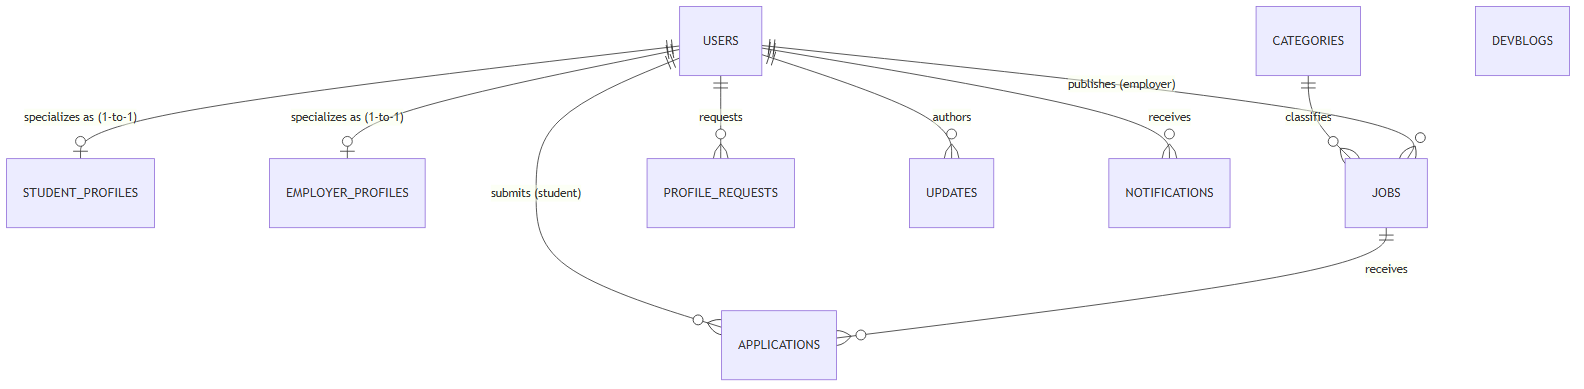 USERS
CATEGORIES
DEVBLOGS
publishes (employer)
specializes as (1-to-1)
specializes as (1-to-1)
requests
authors
receives
classifies
STUDENT_PROFILES
EMPLOYER_PROFILES
submits (student)
PROFILE_REQUESTS
UPDATES
NOTIFICATIONS
JOBS
receives
APPLICATIONS